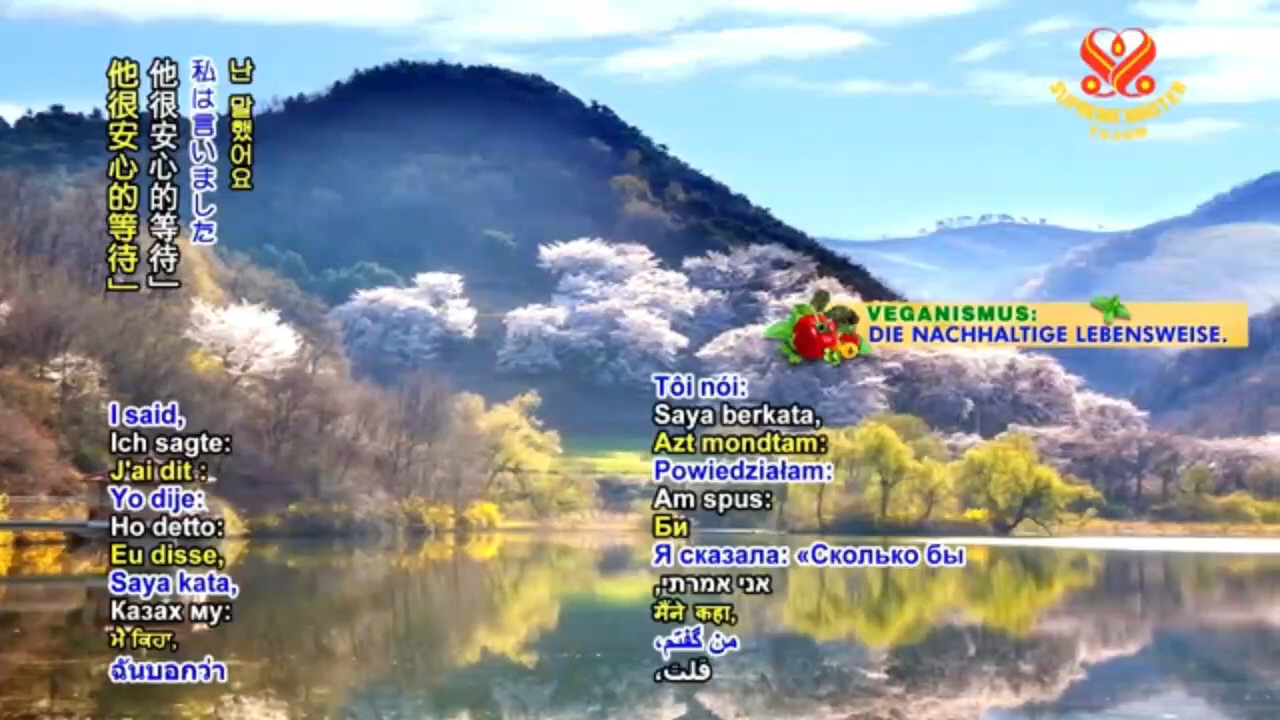 난 말했어요
私は言いました
他很安心的等待」
他很安心的等待」
SUPREME MASTER
VEGANISMUS:
DIE NACHHALTIGE LEBENSWEISE.
I said,
Ich sagte:
J'ai dit :
Yo dije:
Ho detto:
Eu disse,
Saya kata,
Казах му:
ਮੈਂ ਕਿਹਾ,
ฉันบอกว่า
Tôi nói:
Saya berkata,
Azt mondtam:
Powiedziałam:
Am spus:
Би
Я сказала: «Сколько бы
אני אמרתי,
मैंने कहा,
من گفتم،
قلت،